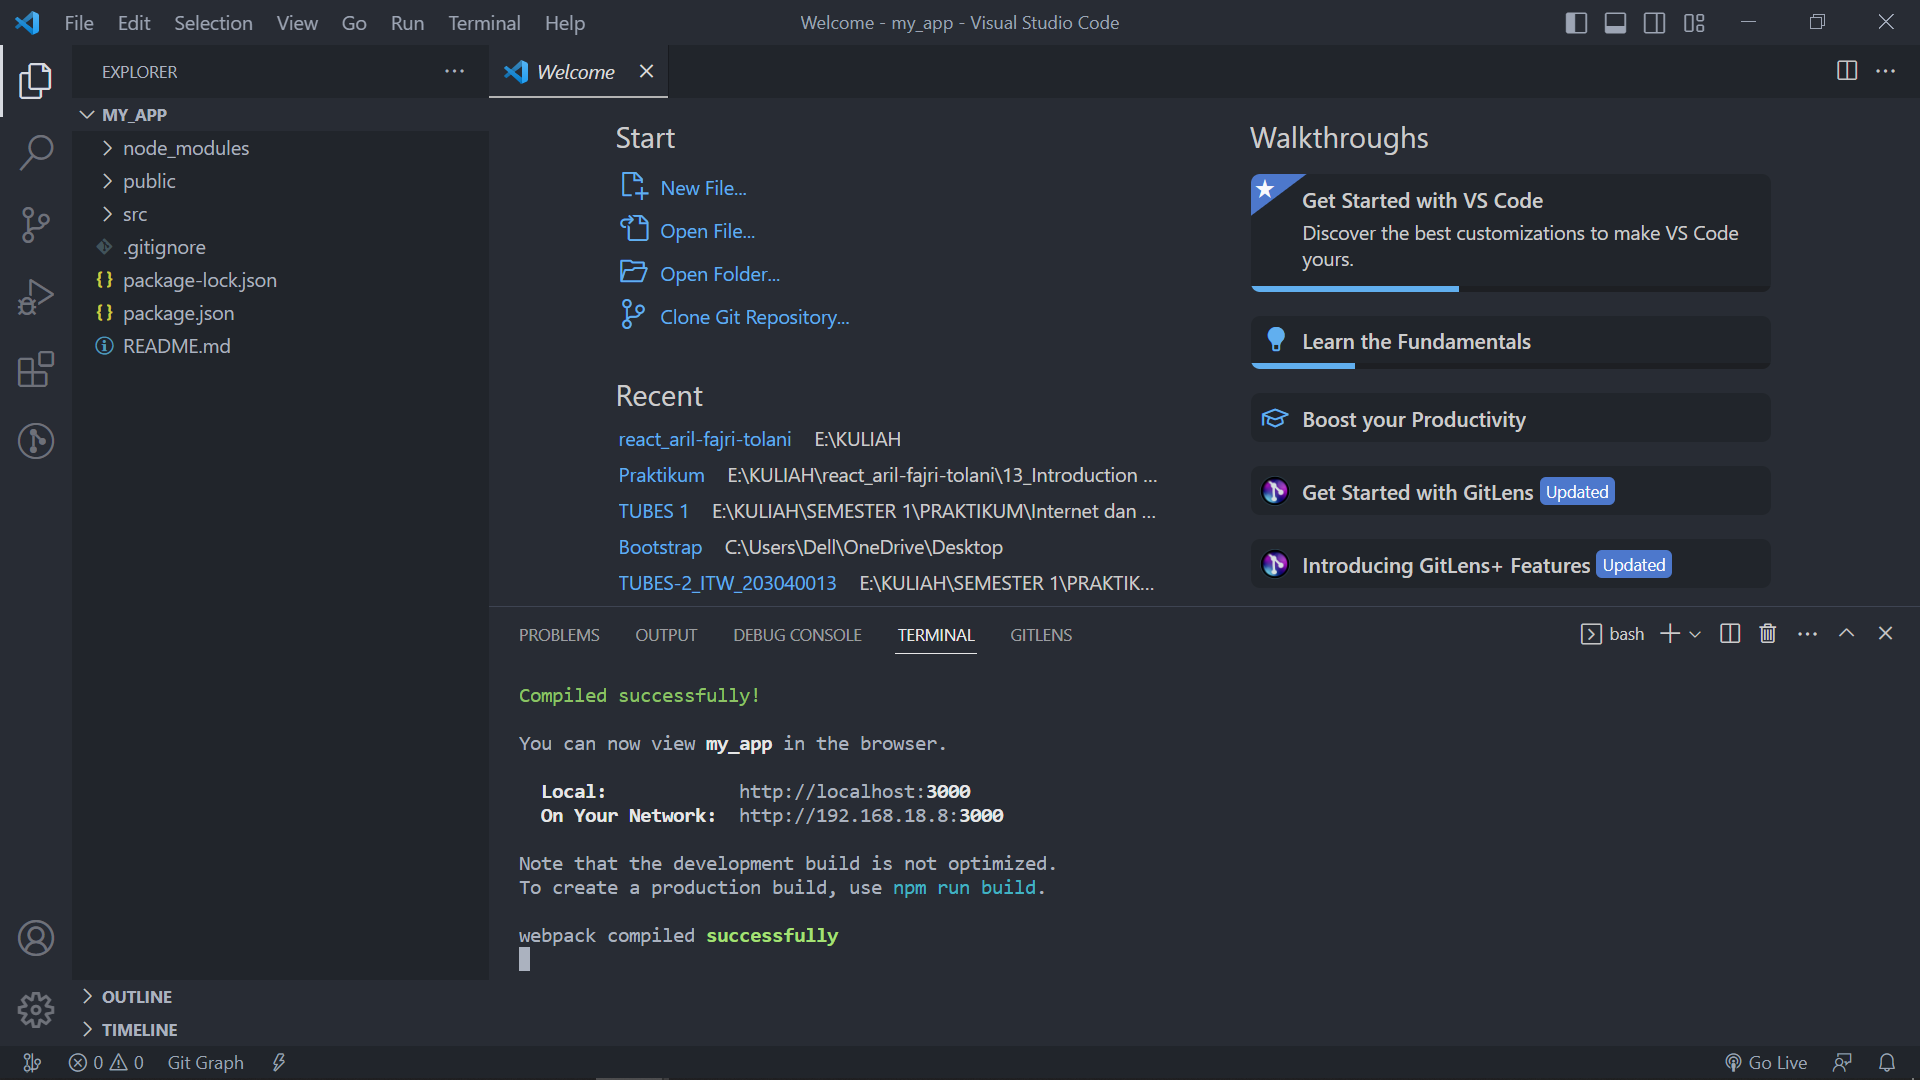 File Edit Selection View Go Run Terminal Help
Welcome - my_app - Visual Studio Code
EXPLORER
Welcome
MY_APP
node_modules
public
src
.gitignore
package-lock.json
package.json
README.md
OUTLINE
TIMELINE
Start
New File...
Open File...
Open Folder...
Clone Git Repository...
Recent
react_aril-fajri-tolani E:\KULIAH
Praktikum E:\KULIAH\react_aril-fajri-tolani\13_Introduction ...
TUBES 1 E:\KULIAH\SEMESTER 1\PRAKTIKUM\Internet dan ...
Bootstrap C:\Users\Dell\OneDrive\Desktop
TUBES-2_ITW_203040013 E:\KULIAH\SEMESTER 1\PRAKTIK...
Walkthroughs
Get Started with VS Code
Discover the best customizations to make VS Code
yours.
Learn the Fundamentals
Boost your Productivity
Get Started with GitLens Updated
Introducing GitLens+ Features Updated
PROBLEMS OUTPUT DEBUG CONSOLE TERMINAL GITLENS
bash
Compiled successfully!
You can now view my_app in the browser.
Local: http://localhost:3000
On Your Network: http://192.168.18.8:3000
Note that the development build is not optimized.
To create a production build, use npm run build.
webpack compiled successfully
0 0 Git Graph
Go Live